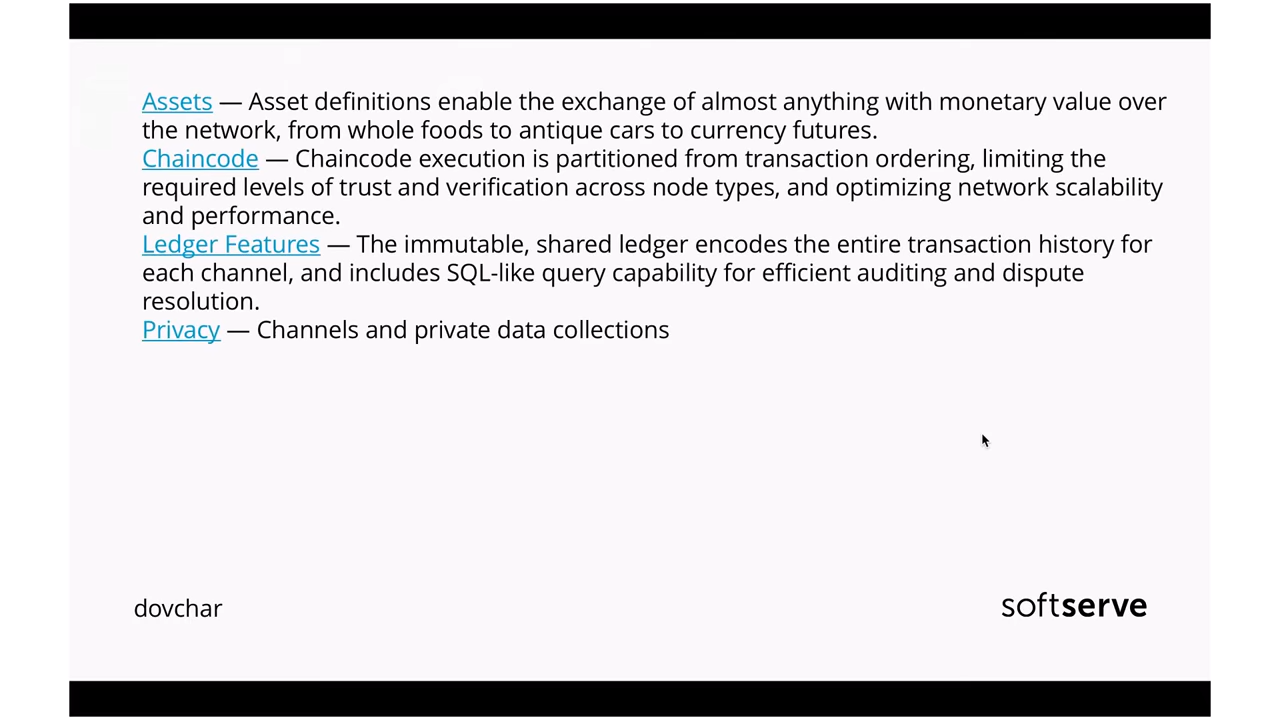 Assets — Asset definitions enable the exchange of almost anything with monetary value over
the network, from whole foods to antique cars to currency futures.
Chaincode — Chaincode execution is partitioned from transaction ordering, limiting the
required levels of trust and verification across node types, and optimizing network scalability
and performance.
Ledger Features — The immutable, shared ledger encodes the entire transaction history for
each channel, and includes SQL-like query capability for efficient auditing and dispute
resolution.
Privacy — Channels and private data collections
dovchar
softserve